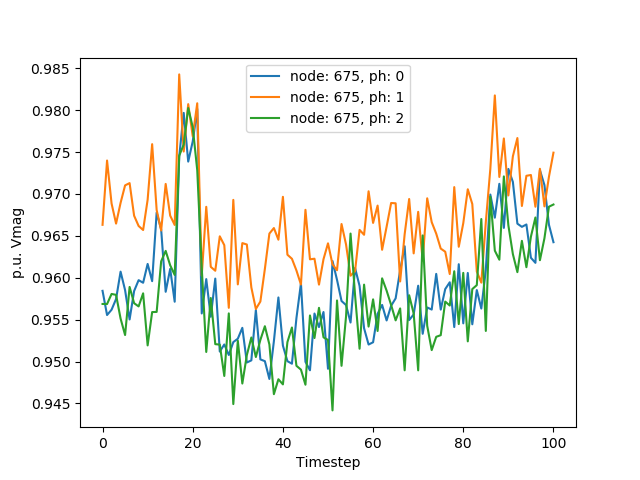 node: 675, ph: 0
node: 675, ph: 1
node: 675, ph: 2
p.u. Vmag
0.985
0.980
0.975
0.970
0.965
0.960
0.955
0.950
0.945
0 20 40 60 80 100
Timestep